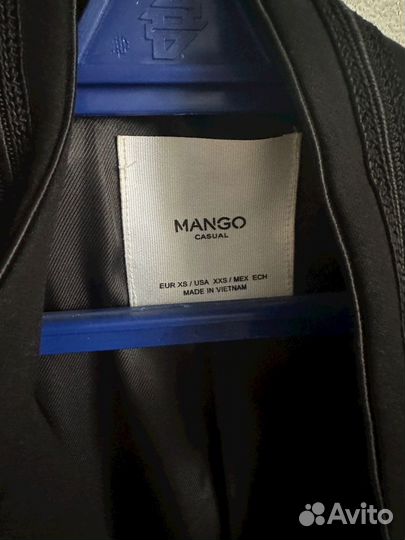 MANGO
CASUAL
EUR XS / USA XXS / MEX ECH
MADE IN VIETNAM
Avito